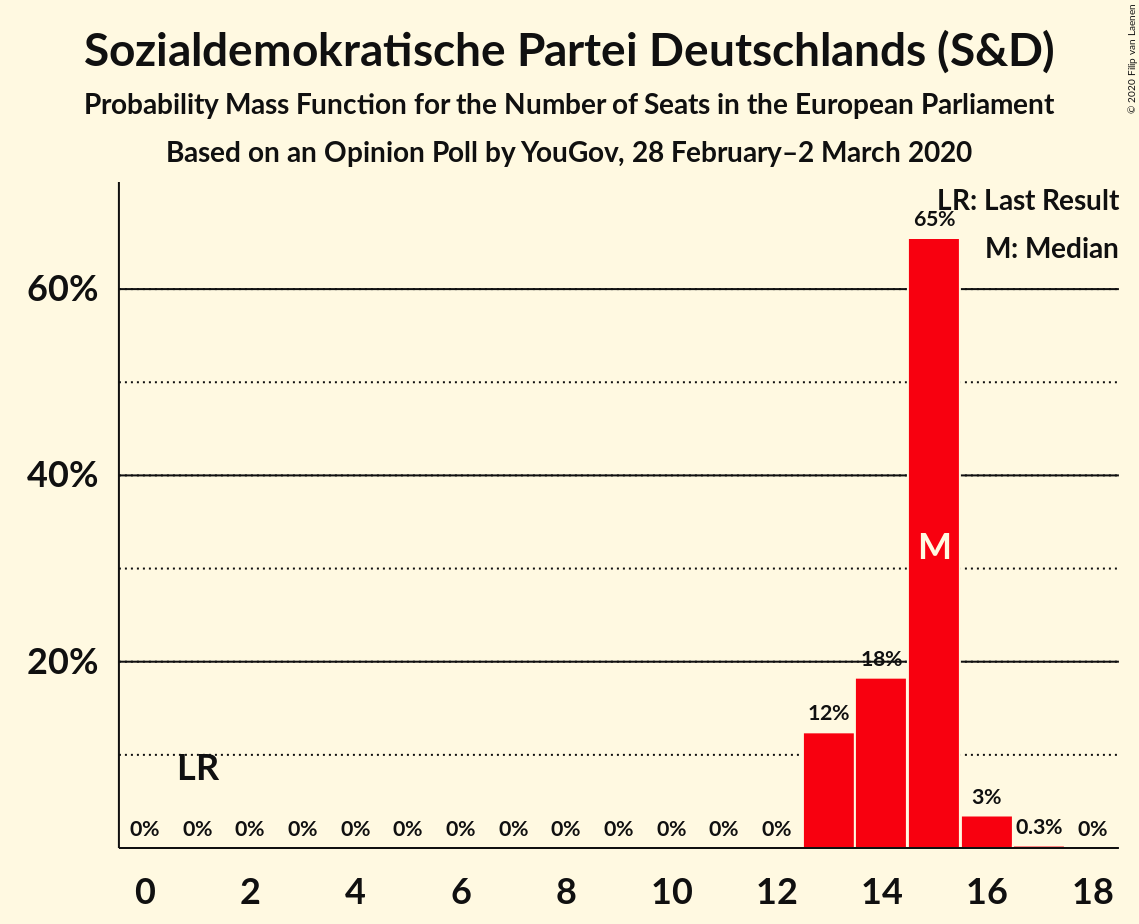 Sozialdemokratische Partei Deutschlands (S&D)
Probability Mass Function for the Number of Seats in the European Parliament
Based on an Opinion Poll by YouGov, 28 February–2 March 2020
© 2020 Filip van Laenen
LR: Last Result
M: Median
65%
60%
40%
M
20%
18%
12%
LR
3%
0% 0% 0% 0% 0% 0% 0% 0% 0% 0% 0% 0% 0% 0.3% 0%
0 2 4 6 8 10 12 14 16 18